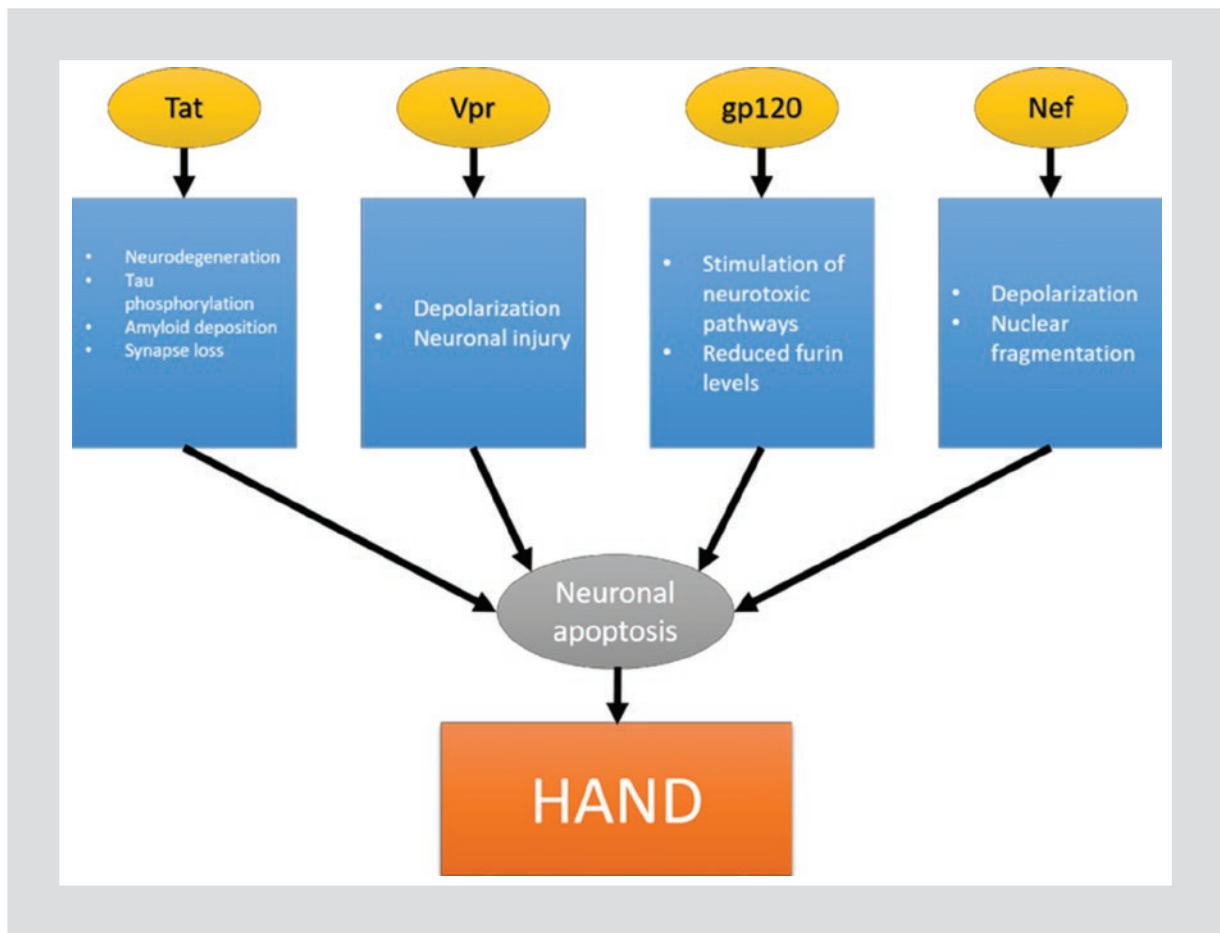 Tat
Vpr
gp120
Nef
• Neurodegeneration
• Tau
phosphorylation
• Amyloid deposition
• Synapse loss
• Depolarization
• Neuronal injury
• Stimulation of
neurotoxic
pathways
• Reduced furin
levels
• Depolarization
• Nuclear
fragmentation
Neuronal
apoptosis
HAND